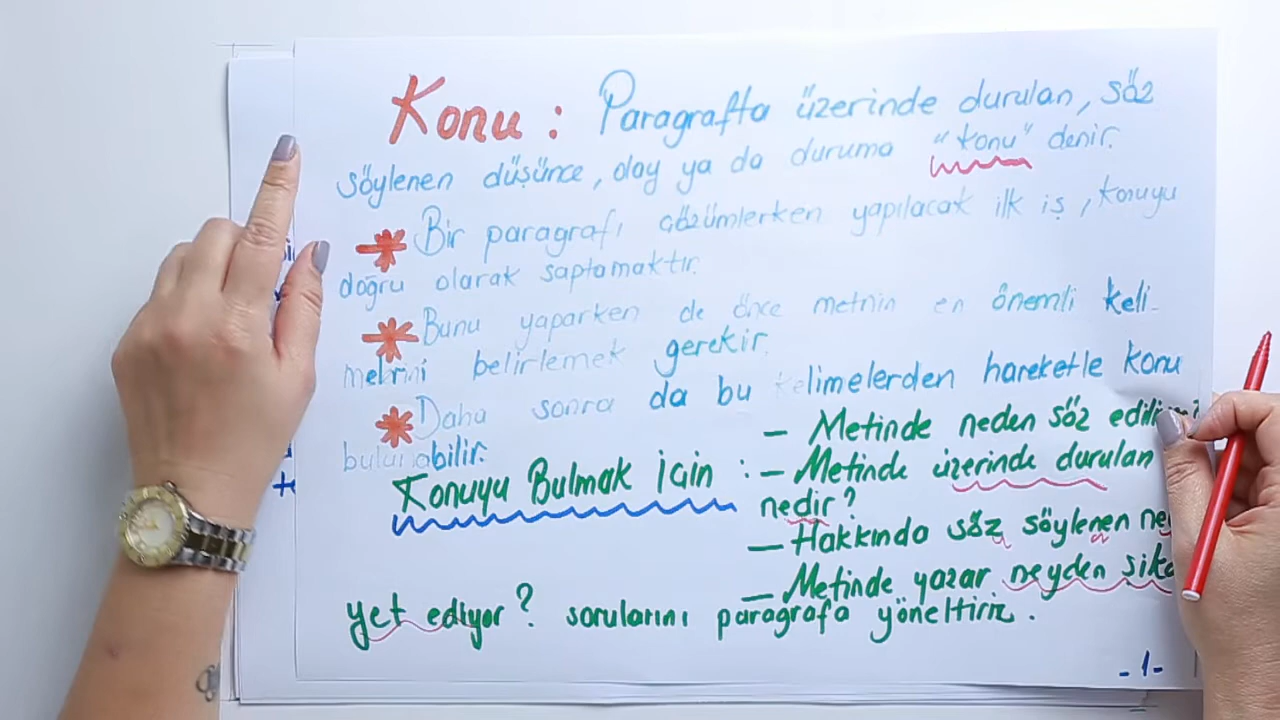 Konu : Paragrafta üzerinde durulan, söz
söylenen düşünce, olay ya da duruma "konu" denir.
* Bir paragrafı çözümlerken yapılacak ilk iş, konuyu
doğru olarak saptamaktır.
* Bunu yaparken de önce metnin en önemli keli-
melerini belirlemek gerekir.
* Daha sonra da bu kelimelerden hareketle konu
bulunabilir.
Konuyu Bulmak İçin : - Metinde neden söz
- Metinde üzerinde durulan
nedir?
- Hakkında söz söylenen
- Metinde yazar neyden
yet ediyor? sorularını paragrafa yöneltiriz.
-1-